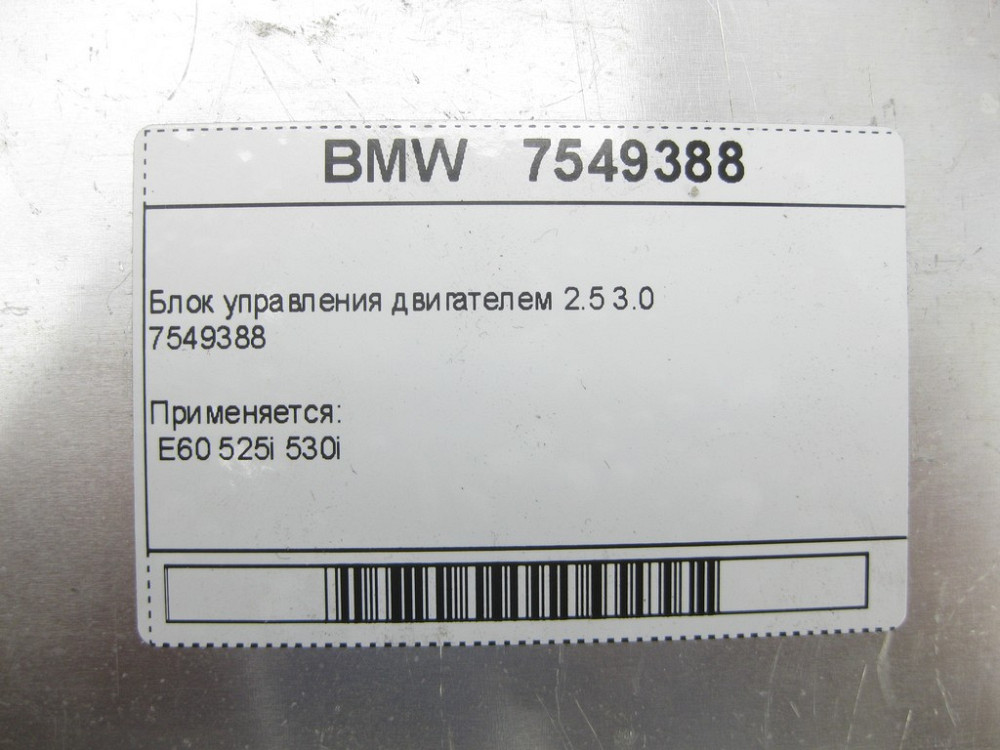 BMW 7549388
Блок управления двигателем 2.5 3.0
7549388
Применяется:
E60 525i 530i